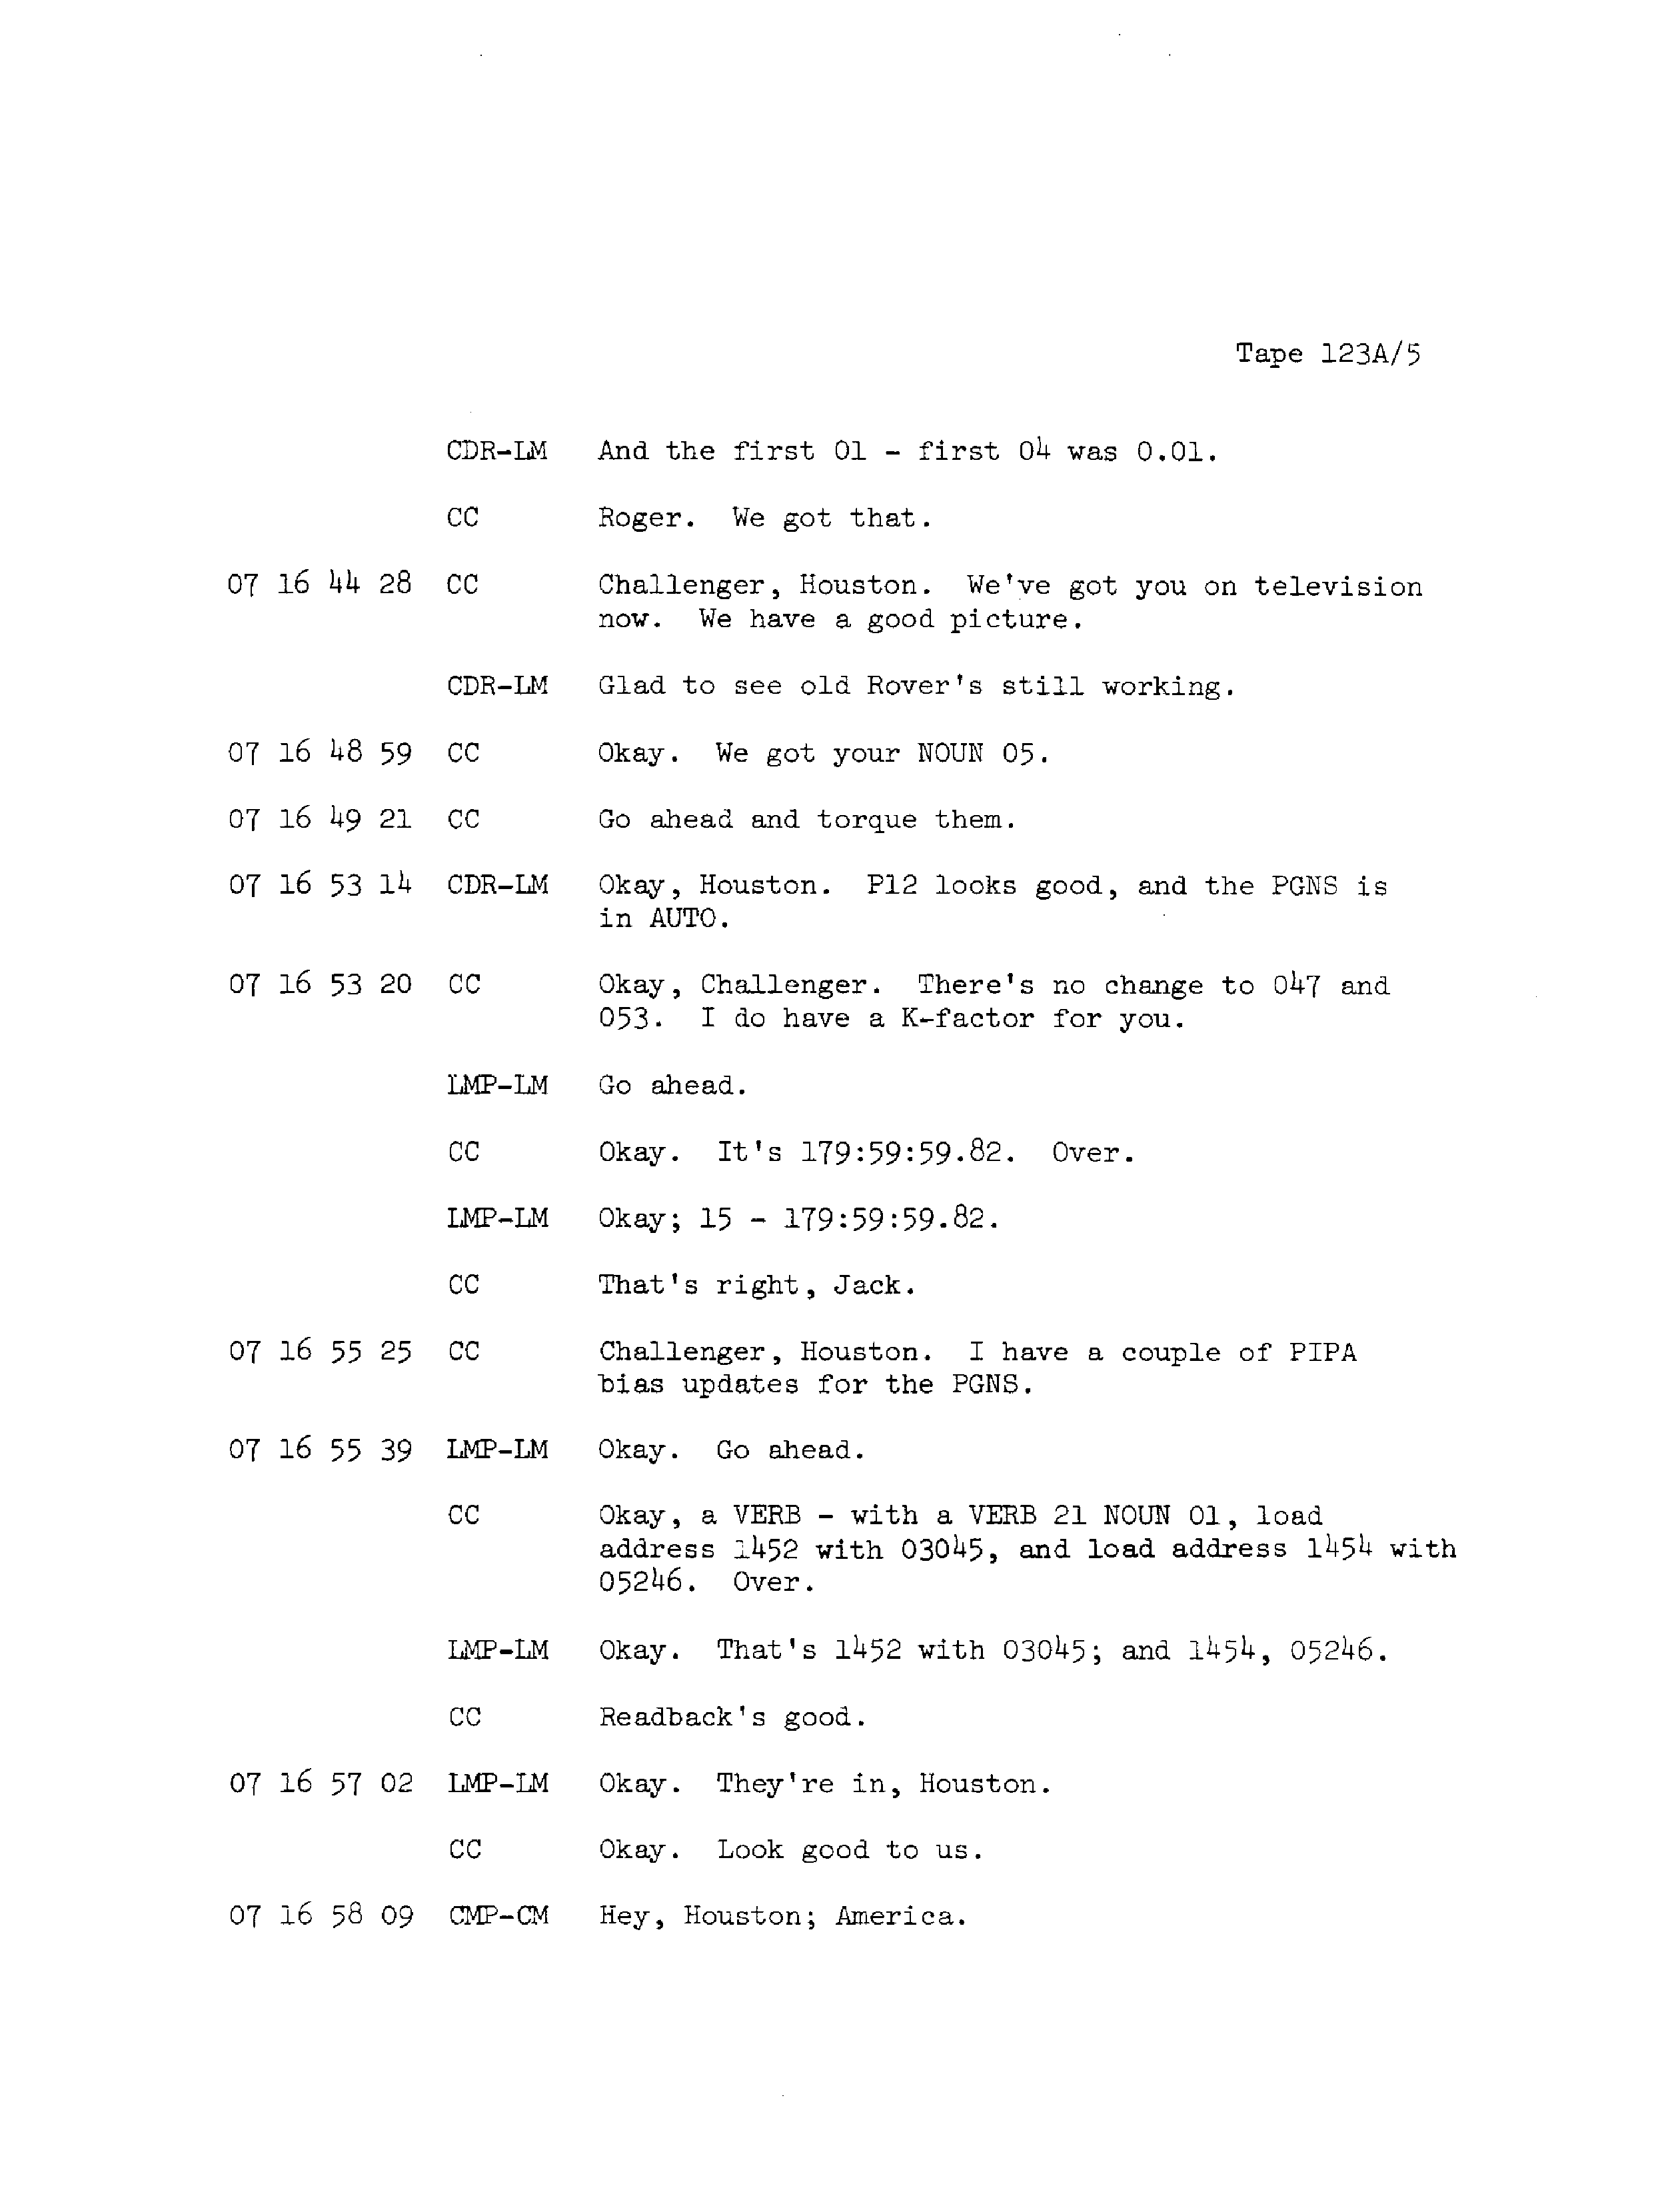 Tape 123A/5
CDR-LM And the first 01 - first 04 was 0.01.
CC Roger. We got that.
07 16 44 28 CC Challenger, Houston. We've got you on television
now. We have a good picture.
CDR-LM Glad to see old Rover's still working.
07 16 48 59 CC Okay. We got your NOUN 05.
07 16 49 21 CC Go ahead and torque them.
07 16 53 14 CDR-LM Okay, Houston. P12 looks good, and the PGNS is
in AUTO.
07 16 53 20 CC Okay, Challenger. There's no change to 047 and
053. I do have a K-factor for you.
LMP-LM Go ahead.
CC Okay. It's 179:59:59.82. Over.
LMP-LM Okay; 15 - 179:59:59.82.
CC That's right, Jack.
07 16 55 25 CC Challenger, Houston. I have a couple of PIPA
bias updates for the PGNS.
07 16 55 39 LMP-LM Okay. Go ahead.
CC Okay, a VERB - with a VERB 21 NOUN 01, load
address 1452 with 03045, and load address 1454 with
05246. Over.
LMP-LM Okay. That's 1452 with 03045; and 1454, 05246.
CC Readback's good.
07 16 57 02 LMP-LM Okay. They're in, Houston.
CC Okay. Look good to us.
07 16 58 09 CMP-CM Hey, Houston; America.